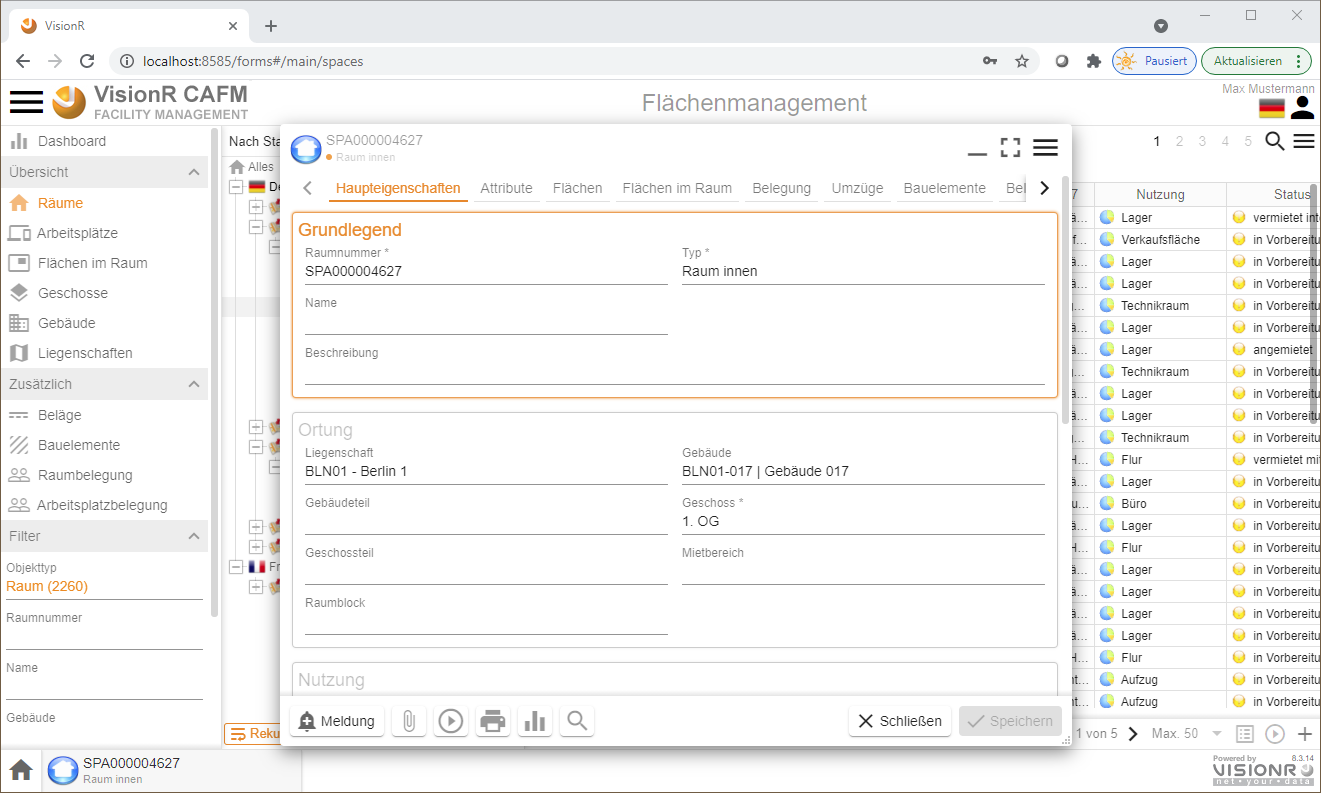 VisionR
localhost:8585/forms#/main/spaces
Pausiert
Aktualisieren
VisionR CAFM
FACILITY MANAGEMENT
Flächenmanagement
Max Mustermann
Dashboard
Übersicht
Räume
Arbeitsplätze
Flächen im Raum
Geschosse
Gebäude
Liegenschaften
Zusätzlich
Beläge
Bauelemente
Raumbelegung
Arbeitsplatzbelegung
Filter
Objekttyp
Raum (2260)
Raumnummer
Name
Gebäude
Nach Sta
Alles
De
Fr
Reku
SPA000004627
Raum innen
Haupteigenschaften Attribute Flächen Flächen im Raum Belegung Umzüge Bauelemente Bel
Grundlegend
Raumnummer * Typ *
SPA000004627 Raum innen
Name
Beschreibung
Ortung
Liegenschaft Gebäude
BLN01 - Berlin 1 BLN01-017 | Gebäude 017
Gebäudeteil Geschoss *
1. OG
Geschossteil Mietbereich
Raumblock
Nutzung
Meldung Schließen Speichern
1 2 3 4 5
7 Nutzung Status
ä... Lager vermietet int
f... Verkaufsfläche in Vorbereitu
ä... Lager in Vorbereitu
ä... Lager in Vorbereitu
Technikraum in Vorbereitu
ä... Lager in Vorbereitu
ä... Lager angemietet
Technikraum in Vorbereitu
ä... Lager in Vorbereitu
ä... Lager in Vorbereitu
Technikraum in Vorbereitu
H... Flur vermietet mit
ä... Lager in Vorbereitu
u... Büro in Vorbereitu
ä... Lager in Vorbereitu
H... Flur in Vorbereitu
ä... Lager in Vorbereitu
ä... Lager in Vorbereitu
ä... Lager in Vorbereitu
ä... Lager in Vorbereitu
H... Flur in Vorbereitu
nt... Aufzug in Vorbereitu
nt... Aufzug in Vorbereitu
1 von 5 Max. 50
SPA000004627
Raum innen
Powered by 8.3.14
VISIONR
net · your · data